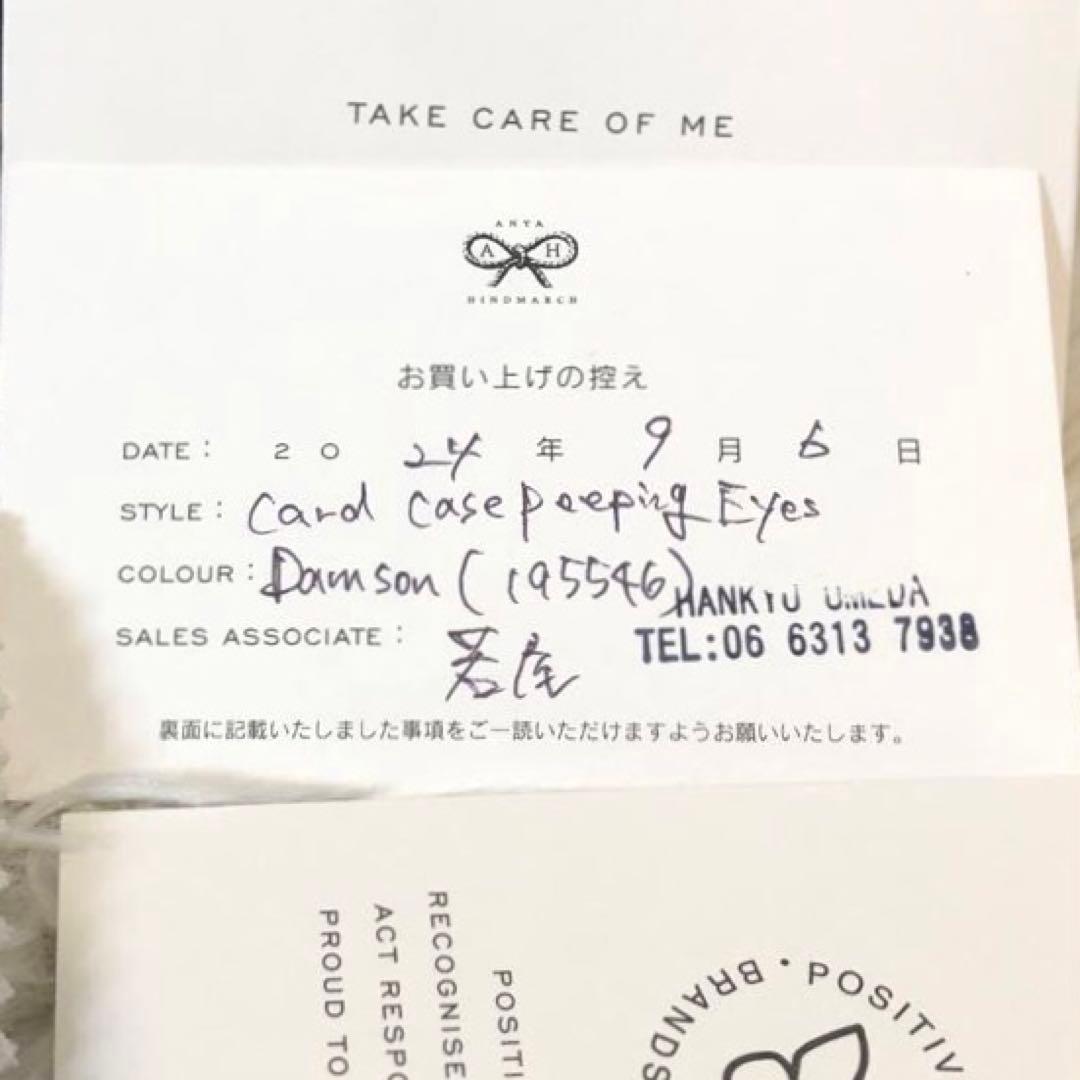 TAKE CARE OF ME
ANYA
A H
HINDMARCH
お買い上げの控え
DATE : 20 24 年 9 月 6 日
STYLE : Card Case peeping Eyes
COLOUR : Damson (195546)
HANKYU UMEDA
SALES ASSOCIATE :
TEL:06 6313 7938
裏面に記載いたしました事項をご一読いただけますようお願いいたします。
POSITI
RECOGNISE
ACT RESPO
PROUD TO
BRANDS • POSITIV